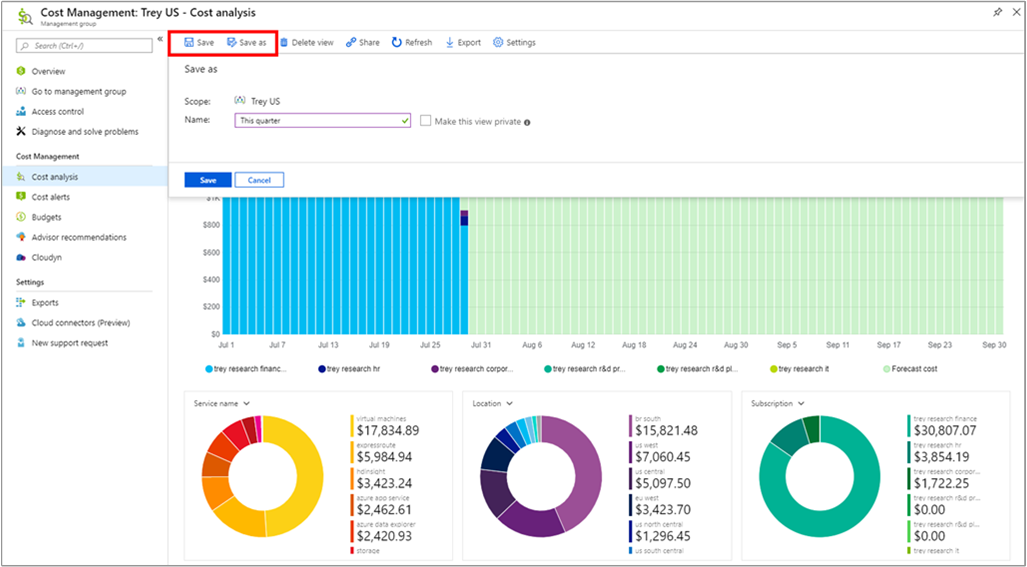 Cost Management: Trey US - Cost analysis
Management group
Search (Ctrl+/)
«
Save Save as Delete view Share Refresh Export Settings
Overview
Go to management group
Access control
Diagnose and solve problems
Cost Management
Cost analysis
Cost alerts
Budgets
Advisor recommendations
Cloudyn
Settings
Exports
Cloud connectors (Preview)
New support request
Save as
Scope: Trey US
Name: This quarter Make this view private
Save Cancel
$1K
$800
$600
$400
$200
$0
Jul 1 Jul 7 Jul 13 Jul 19 Jul 25 Jul 31 Aug 6 Aug 12 Aug 18 Aug 24 Aug 30 Sep 5 Sep 11 Sep 17 Sep 23 Sep 30
trey research financ... trey research hr trey research corpor... trey research r&d pr... trey research r&d pl... trey research it Forecast cost
Service name
virtual machines
$17,834.89
expressroute
$5,984.94
hdinsight
$3,423.24
azure app service
$2,462.61
azure data explorer
$2,420.93
storage
Location
br south
$15,821.48
us west
$7,060.45
us central
$5,097.50
eu west
$3,423.70
us north central
$1,296.45
us south central
Subscription
trey research finance
$30,807.07
trey research hr
$3,854.19
trey research corpor...
$1,722.25
trey research r&d pr...
$0.00
trey research r&d pl...
$0.00
trey research it